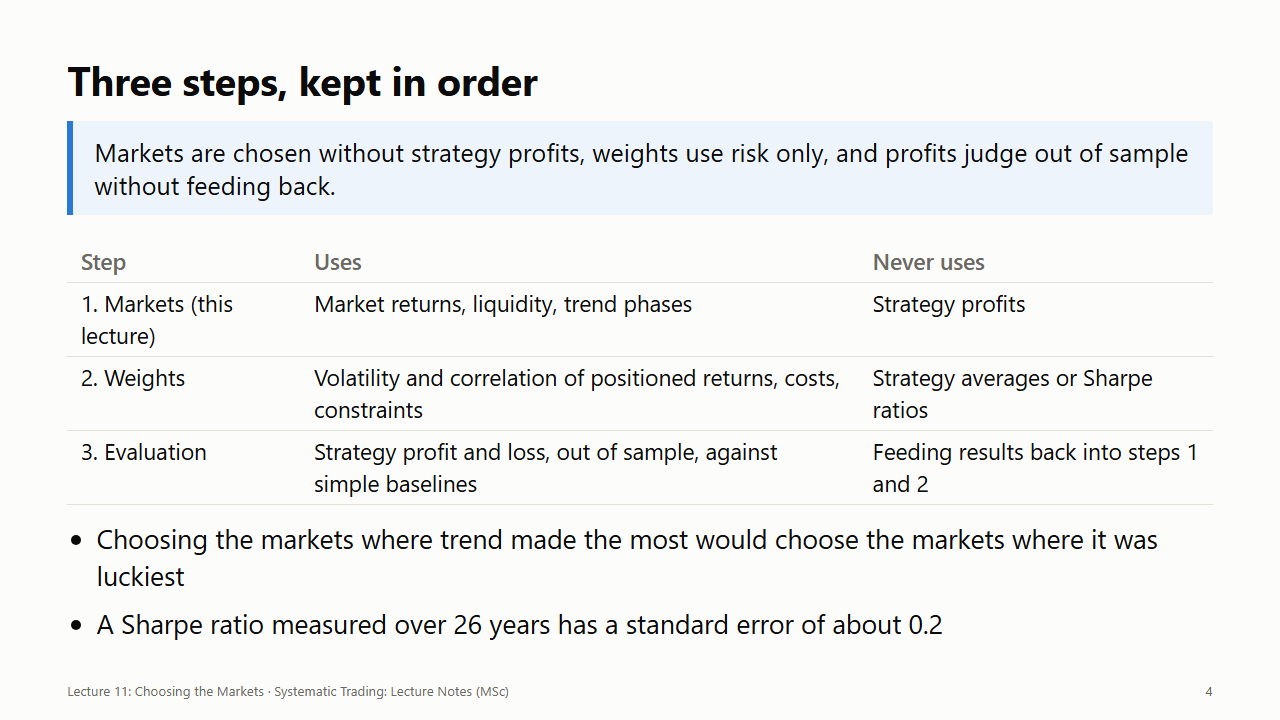 Three steps, kept in order
Markets are chosen without strategy profits, weights use risk only, and profits judge out of sample
without feeding back.
Step Uses Never uses
1. Markets (this
lecture)
Market returns, liquidity, trend phases
Strategy profits
2. Weights
Volatility and correlation of positioned returns, costs,
constraints
Strategy averages or Sharpe
ratios
3. Evaluation
Strategy profit and loss, out of sample, against
simple baselines
Feeding results back into steps 1
and 2
• Choosing the markets where trend made the most would choose the markets where it was
luckiest
• A Sharpe ratio measured over 26 years has a standard error of about 0.2
Lecture 11: Choosing the Markets · Systematic Trading: Lecture Notes (MSc) 4